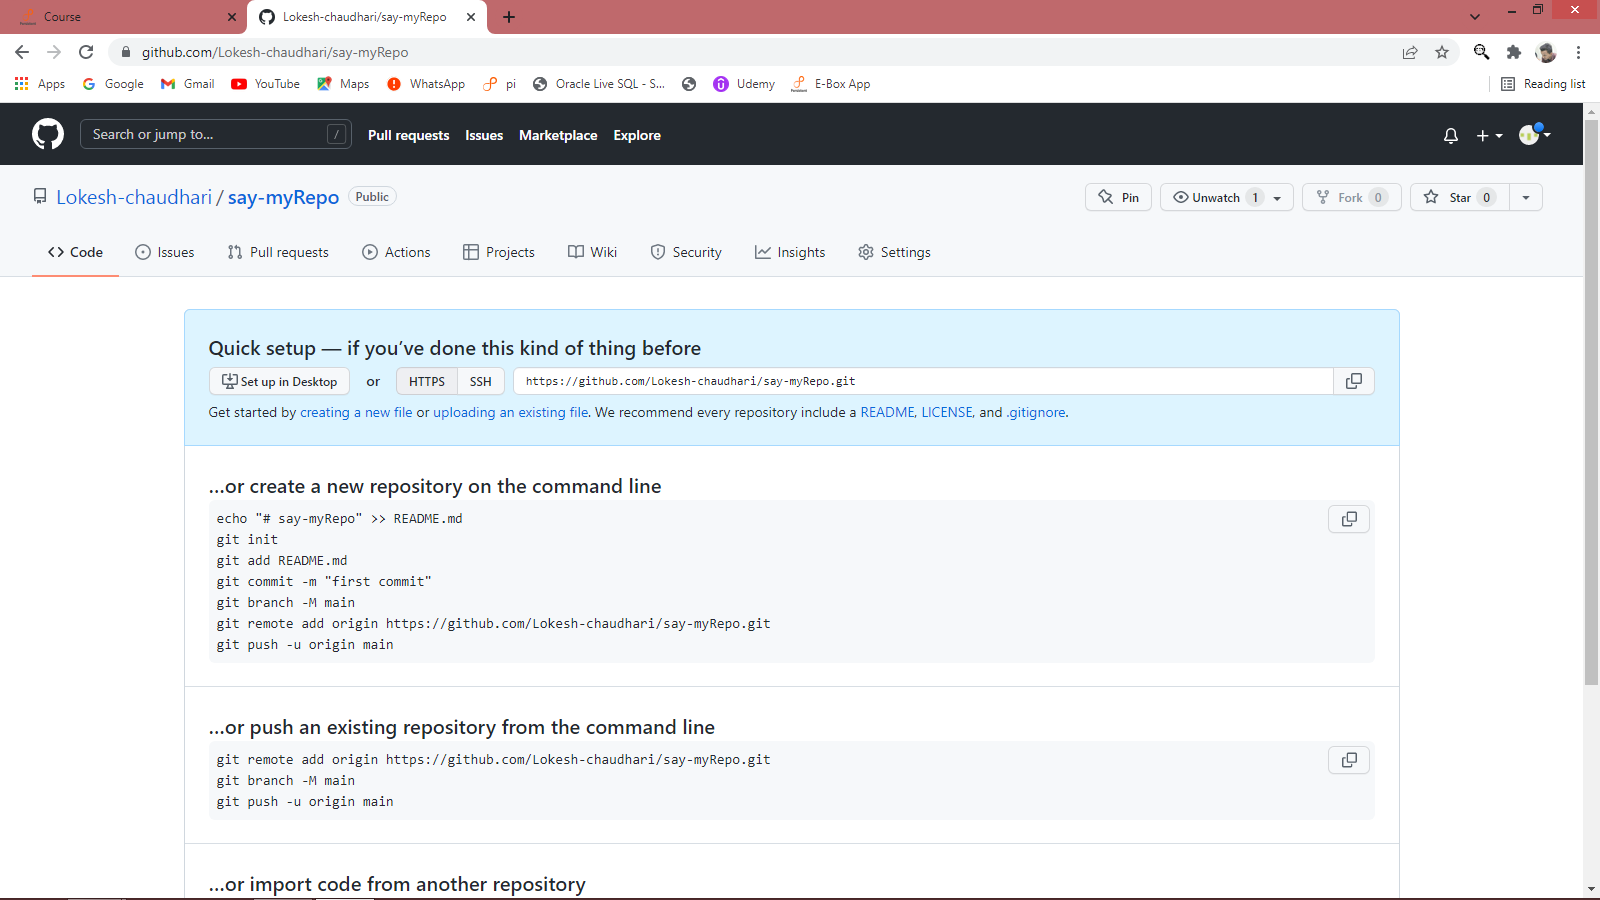 Course
Lokesh-chaudhari/say-myRepo
github.com/Lokesh-chaudhari/say-myRepo
Apps
Google
Gmail
YouTube
Maps
WhatsApp
pi
Oracle Live SQL - S...
Udemy
E-Box App
Reading list
Search or jump to...
/
Pull requests
Issues
Marketplace
Explore
Lokesh-chaudhari / say-myRepo
Public
Pin
Unwatch 1
Fork 0
Star 0
Code
Issues
Pull requests
Actions
Projects
Wiki
Security
Insights
Settings
Quick setup — if you’ve done this kind of thing before
Set up in Desktop
or
HTTPS
SSH
https://github.com/Lokesh-chaudhari/say-myRepo.git
Get started by creating a new file or uploading an existing file. We recommend every repository include a README, LICENSE, and .gitignore.
…or create a new repository on the command line
echo "# say-myRepo" >> README.md
git init
git add README.md
git commit -m "first commit"
git branch -M main
git remote add origin https://github.com/Lokesh-chaudhari/say-myRepo.git
git push -u origin main
…or push an existing repository from the command line
git remote add origin https://github.com/Lokesh-chaudhari/say-myRepo.git
git branch -M main
git push -u origin main
…or import code from another repository